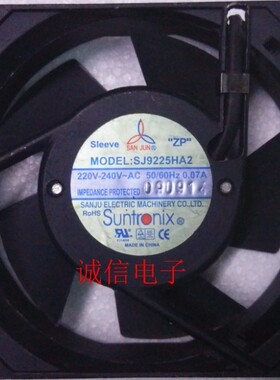 Sleeve "ZP"
SAN JUN®
MODEL:SJ9225HA2
220V-240V~AC 50/60Hz 0.07A
IMPEDANCE PROTECTED 090914
SANJU ELECTRIC MACHINERY CO.,LTD.
RoHS
Suntronix®
MADE IN CHINA
诚信电子